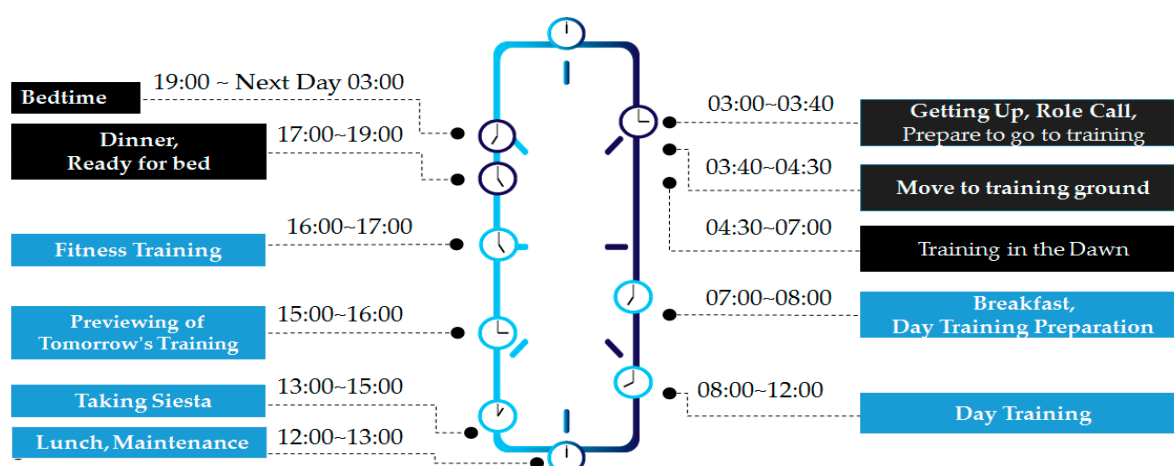 19:00 ~ Next Day 03:00
Bedtime
17:00~19:00
Dinner,
Ready for bed
16:00~17:00
Fitness Training
15:00~16:00
Previewing of
Tomorrow's Training
13:00~15:00
Taking Siesta
12:00~13:00
Lunch, Maintenance
03:00~03:40
Getting Up, Role Call,
Prepare to go to training
03:40~04:30
Move to training ground
04:30~07:00
Training in the Dawn
07:00~08:00
Breakfast,
Day Training Preparation
08:00~12:00
Day Training